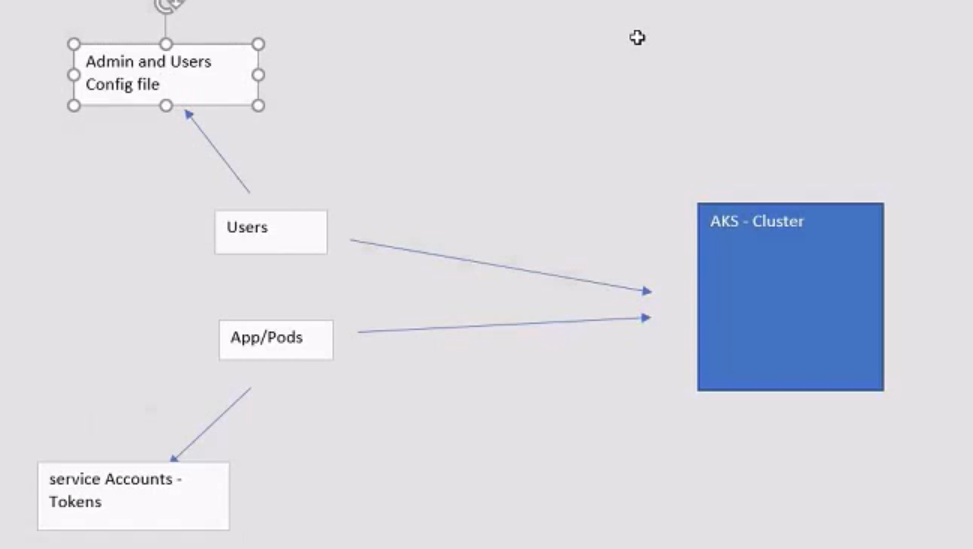 Admin and Users
Config file
Users
AKS - Cluster
App/Pods
service Accounts -
Tokens